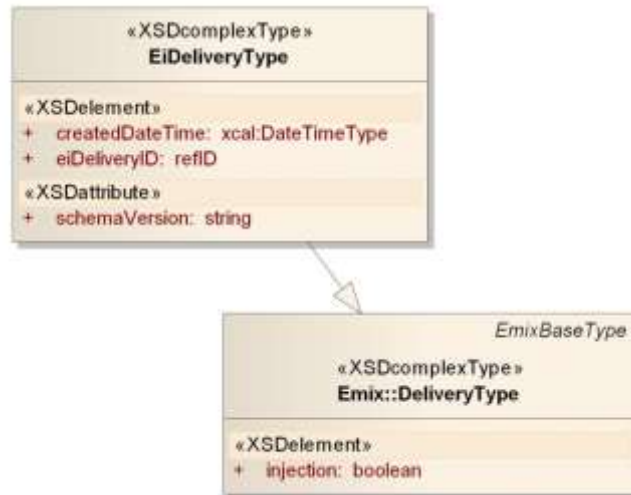 «XSDcomplexType»
EiDeliveryType
«XSDelement»
+ createdDateTime: xcal:DateTimeType
+ eiDeliveryID: refID
«XSDattribute»
+ schemaVersion: string
EmixBaseType
«XSDcomplexType»
Emix::DeliveryType
«XSDelement»
+ injection: boolean